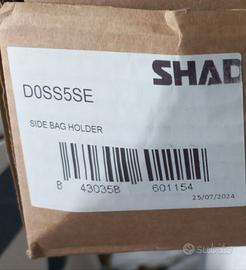 SHAD
D0SS5SE
SIDE BAG HOLDER
8 430358 601154
25/07/2024
subito